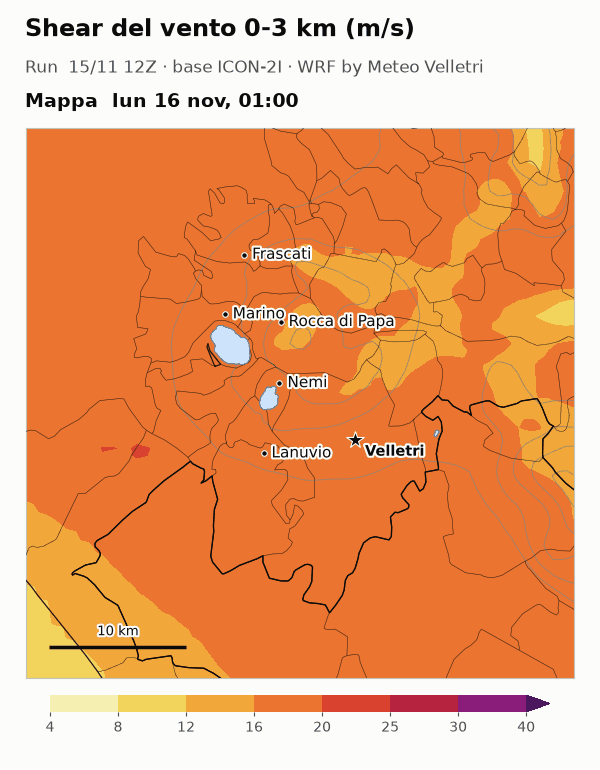 Shear del vento 0-3 km (m/s)
Run 15/11 12Z · base ICON-2I · WRF by Meteo Velletri
Mappa lun 16 nov, 01:00
Frascati
Marino
Rocca di Papa
Nemi
Velletri
Lanuvio
10 km
4 8 12 16 20 25 30 40